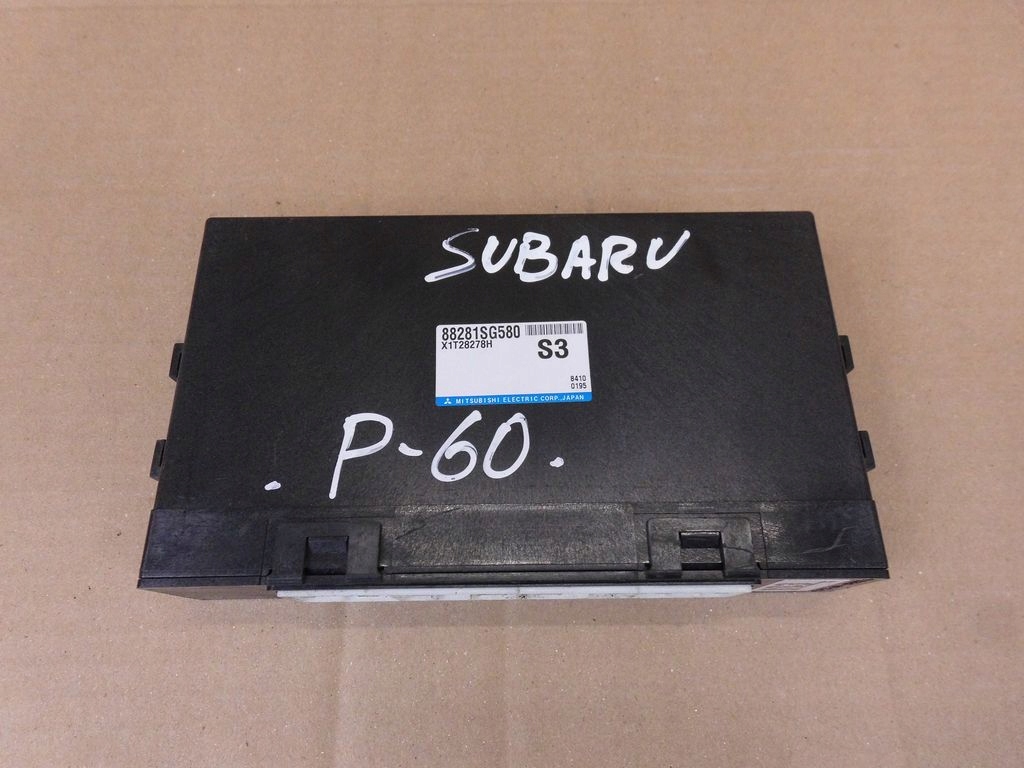 SUBARU
88281SG580
X1T28278H
S3
8410
0195
MITSUBISHI ELECTRIC CORP., JAPAN
. P-60.